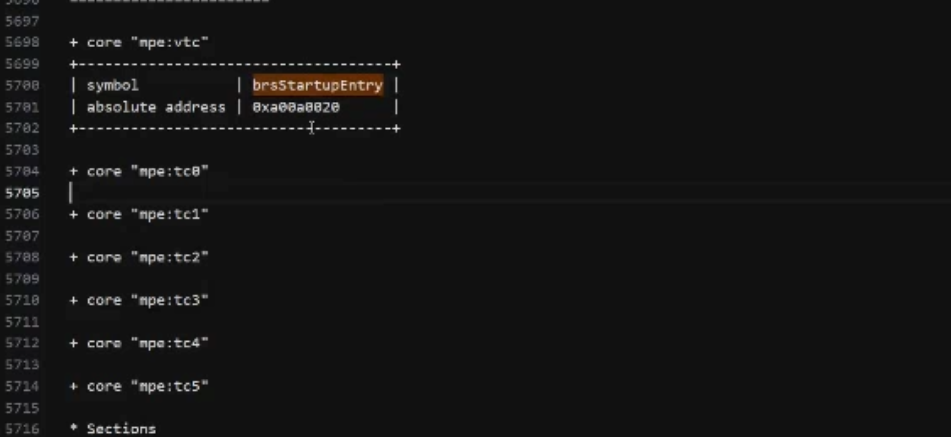 5696 -----------------------
5697
5698 + core "mpe:vtc"
5699 +-----------------------------------+
5700 | symbol           | brsStartupEntry |
5701 | absolute address | 0xa00a0020      |
5702 +-----------------------------------+
5703
5704 + core "mpe:tc0"
5705
5706 + core "mpe:tc1"
5707
5708 + core "mpe:tc2"
5709
5710 + core "mpe:tc3"
5711
5712 + core "mpe:tc4"
5713
5714 + core "mpe:tc5"
5715
5716 * Sections